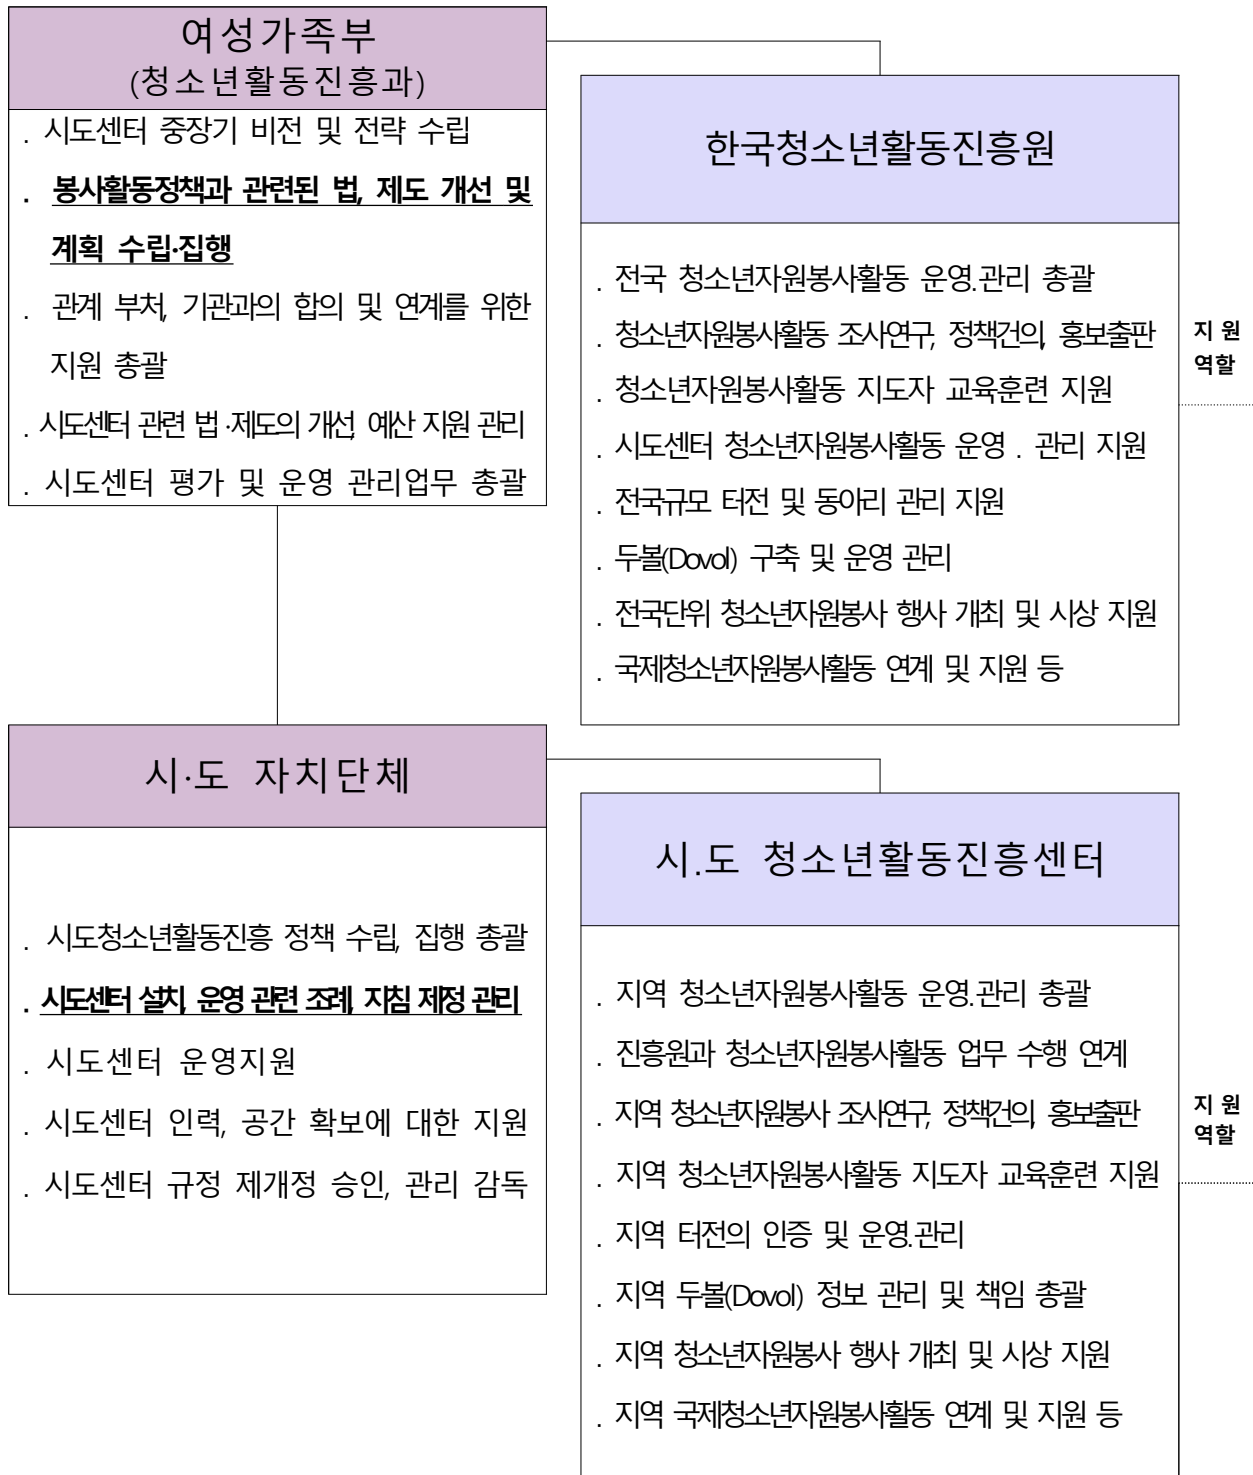 여성가족부
(청소년활동진흥과)
. 시도센터 중장기 비전 및 전략 수립
. 봉사활동정책과 관련된 법, 제도 개선 및
계획 수립·집행
. 관계 부처, 기관과의 합의 및 연계를 위한
지원 총괄
. 시도센터 관련 법·제도의 개선, 예산 지원 관리
. 시도센터 평가 및 운영 관리업무 총괄
한국청소년활동진흥원
. 전국 청소년자원봉사활동 운영.관리 총괄
. 청소년자원봉사활동 조사연구, 정책건의, 홍보출판
. 청소년자원봉사활동 지도자 교육훈련 지원
. 시도센터 청소년자원봉사활동 운영 . 관리 지원
. 전국규모 터전 및 동아리 관리 지원
. 두볼(Dovol) 구축 및 운영 관리
. 전국단위 청소년자원봉사 행사 개최 및 시상 지원
. 국제청소년자원봉사활동 연계 및 지원 등
지 원
역할
시·도 자치단체
. 시도청소년활동진흥 정책 수립, 집행 총괄
. 시도센터 설치, 운영 관련 조례, 지침 제정 관리
. 시도센터 운영지원
. 시도센터 인력, 공간 확보에 대한 지원
. 시도센터 규정 제개정 승인, 관리 감독
시.도 청소년활동진흥센터
. 지역 청소년자원봉사활동 운영.관리 총괄
. 진흥원과 청소년자원봉사활동 업무 수행 연계
. 지역 청소년자원봉사 조사연구, 정책건의, 홍보출판
. 지역 청소년자원봉사활동 지도자 교육훈련 지원
. 지역 터전의 인증 및 운영.관리
. 지역 두볼(Dovol) 정보 관리 및 책임 총괄
. 지역 청소년자원봉사 행사 개최 및 시상 지원
. 지역 국제청소년자원봉사활동 연계 및 지원 등
지 원
역할